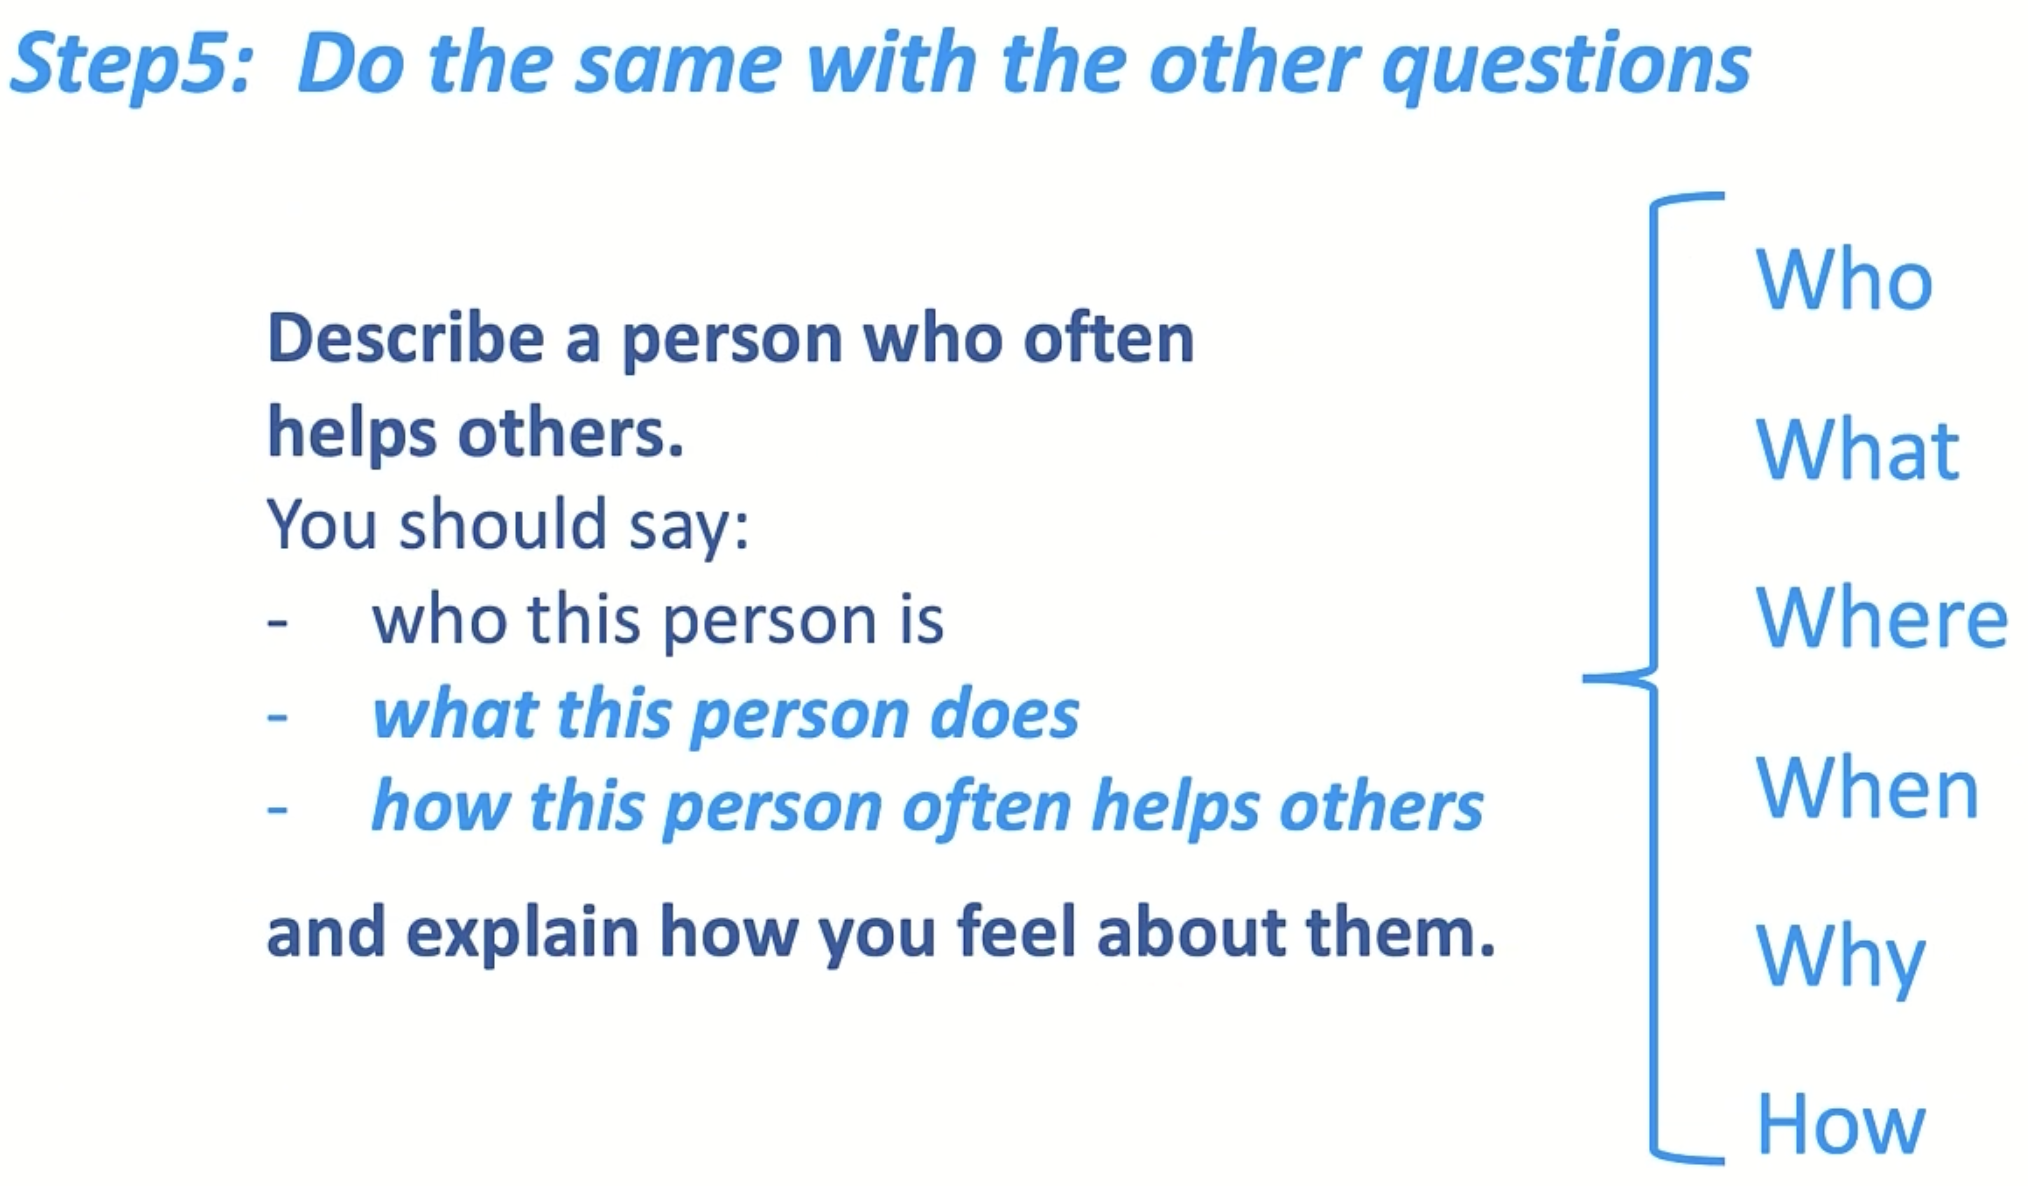 Step5: Do the same with the other questions
Describe a person who often
helps others.
You should say:
- who this person is
- what this person does
- how this person often helps others
and explain how you feel about them.
Who
What
Where
When
Why
How